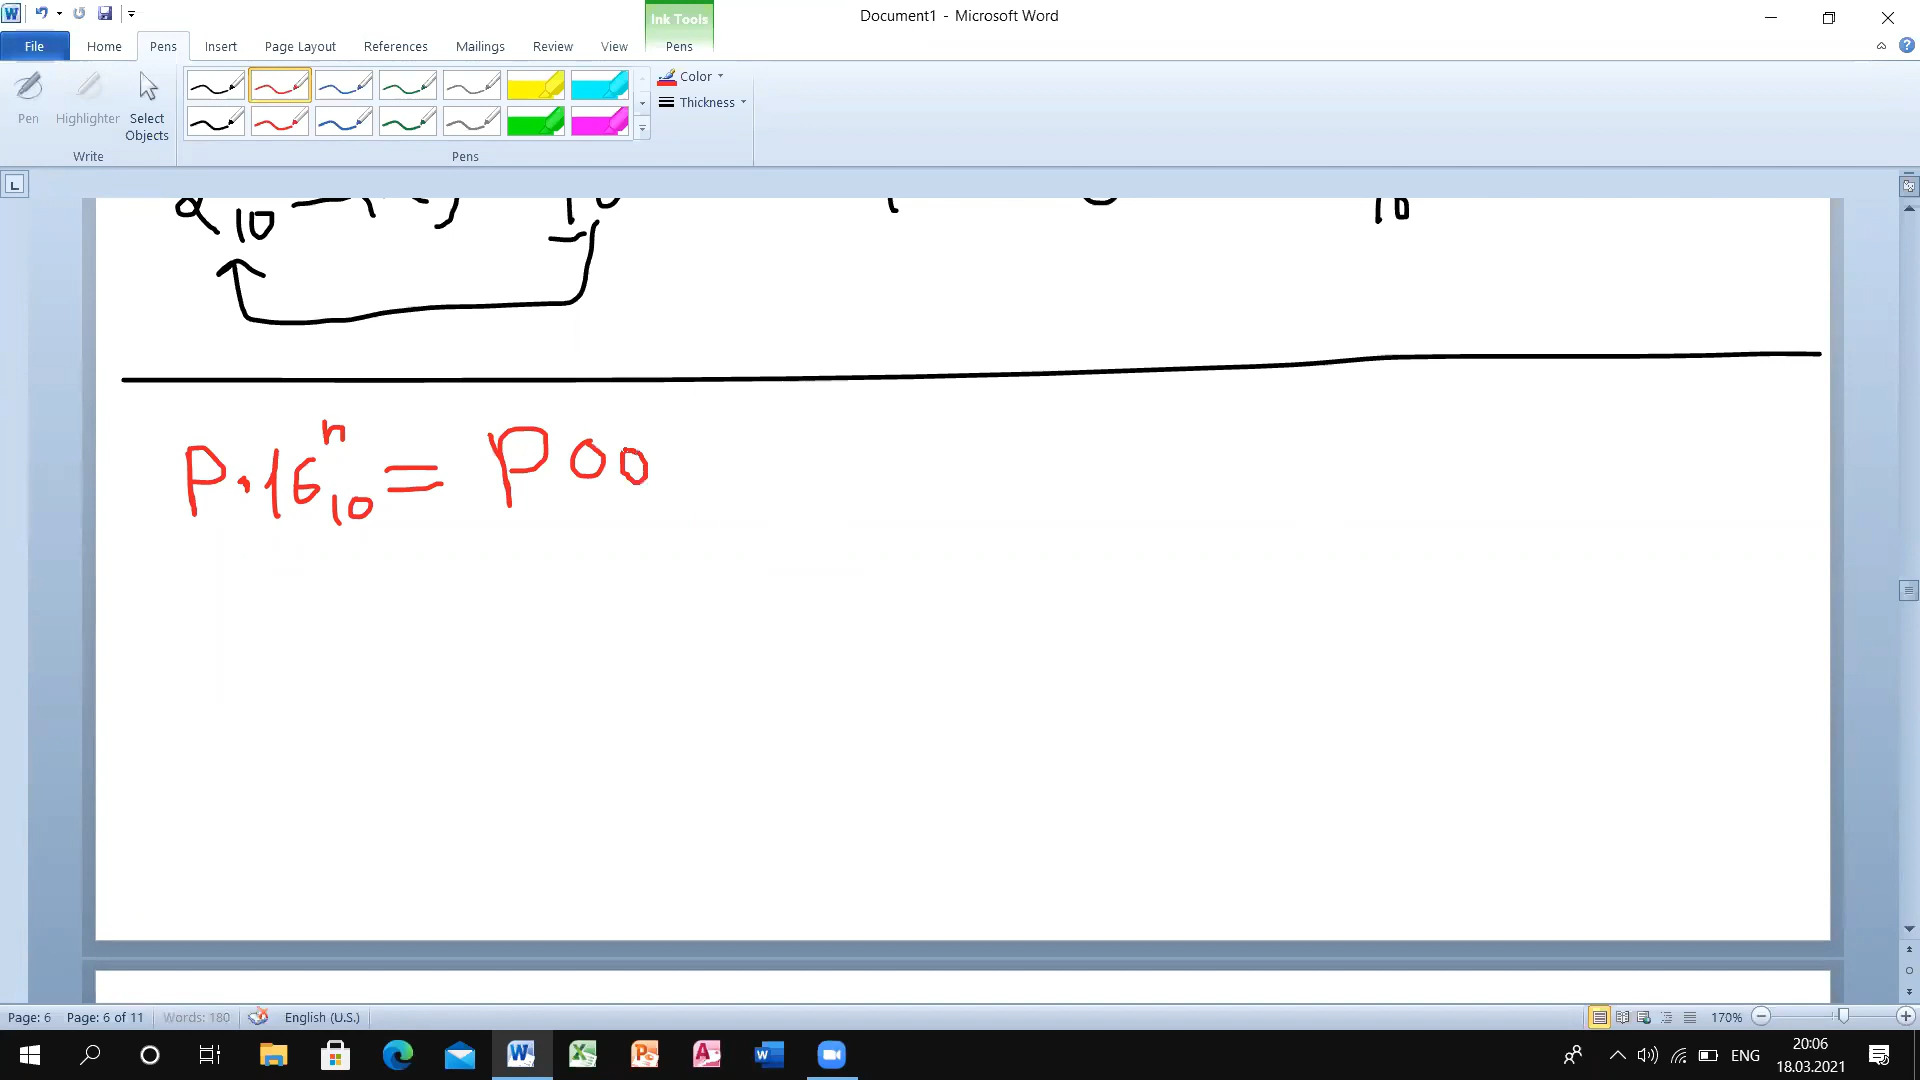 Document1 - Microsoft Word
Ink Tools
File Home Pens Insert Page Layout References Mailings Review View Pens
Pen Highlighter Select Objects
Color
Thickness
Write Pens
10
P·16ⁿ₁₀ = P00
Page: 6 Page: 6 of 11 Words: 180 English (U.S.) 170%
ENG 20:06
18.03.2021